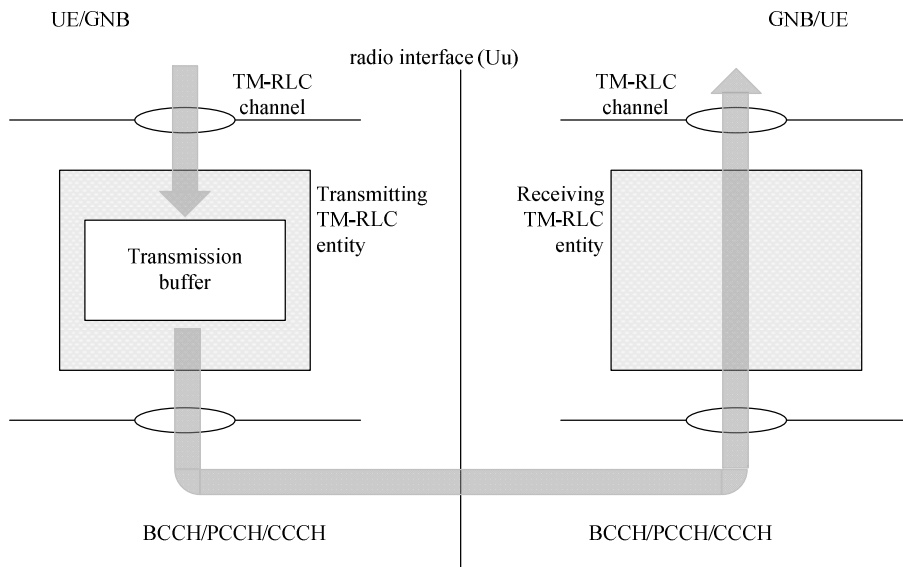 UE/GNB
GNB/UE
radio interface (Uu)
TM-RLC
channel
TM-RLC
channel
Transmitting
TM-RLC
entity
Receiving
TM-RLC
entity
Transmission
buffer
BCCH/PCCH/CCCH
BCCH/PCCH/CCCH